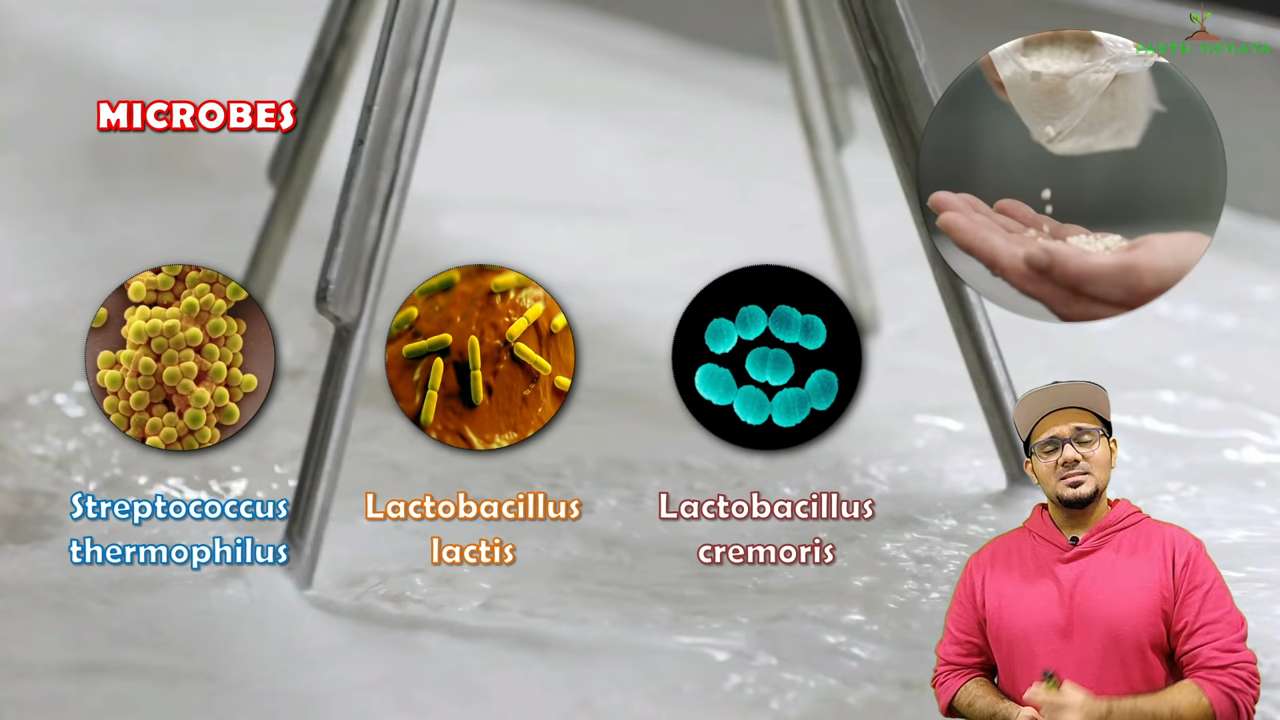 MICROBES
Streptococcus
thermophilus
Lactobacillus
lactis
Lactobacillus
cremoris